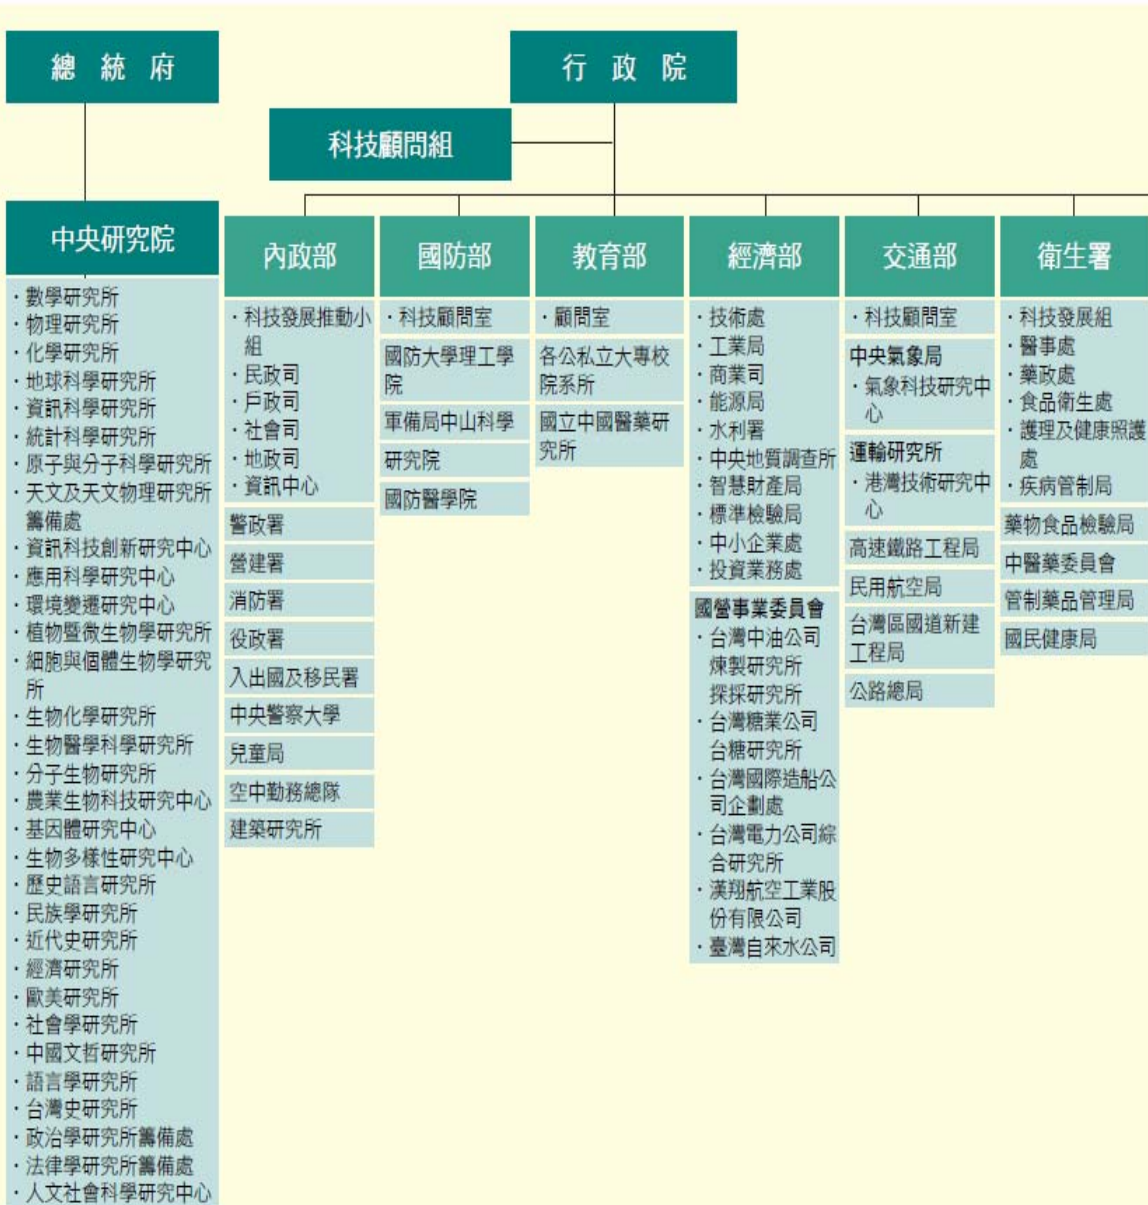 總統府
行政院
科技顧問組
中央研究院
・數學研究所
・物理研究所
・化學研究所
・地球科學研究所
・資訊科學研究所
・統計科學研究所
・原子與分子科學研究所
・天文及天文物理研究所
籌備處
・資訊科技創新研究中心
・應用科學研究中心
・環境變遷研究中心
・植物暨微生物學研究所
・細胞與個體生物學研究
所
・生物化學研究所
・生物醫學科學研究所
・分子生物研究所
・農業生物科技研究中心
・基因體研究中心
・生物多樣性研究中心
・歷史語言研究所
・民族學研究所
・近代史研究所
・經濟研究所
・歐美研究所
・社會學研究所
・中國文哲研究所
・語言學研究所
・台灣史研究所
・政治學研究所籌備處
・法律學研究所籌備處
・人文社會科學研究中心
內政部
・科技發展推動小
組
・民政司
・戶政司
・社會司
・地政司
・資訊中心
警政署
營建署
消防署
役政署
入出國及移民署
中央警察大學
兒童局
空中勤務總隊
建築研究所
國防部
・科技顧問室
國防大學理工學
院
軍備局中山科學
研究院
國防醫學院
教育部
・顧問室
各公私立大專校
院系所
國立中國醫藥研
究所
經濟部
・技術處
・工業局
・商業司
・能源局
・水利署
・中央地質調查所
・智慧財產局
・標準檢驗局
・中小企業處
・投資業務處
國營事業委員會
・台灣中油公司
煉製研究所
探採研究所
・台灣糖業公司
台糖研究所
・台灣國際造船公
司企劃處
・台灣電力公司綜
合研究所
・漢翔航空工業股
份有限公司
・臺灣自來水公司
交通部
・科技顧問室
中央氣象局
・氣象科技研究中
心
運輸研究所
・港灣技術研究中
心
高速鐵路工程局
民用航空局
台灣區國道新建
工程局
公路總局
衛生署
・科技發展組
・醫事處
・藥政處
・食品衛生處
・護理及健康照護
處
・疾病管制局
藥物食品檢驗局
中醫藥委員會
管制藥品管理局
國民健康局